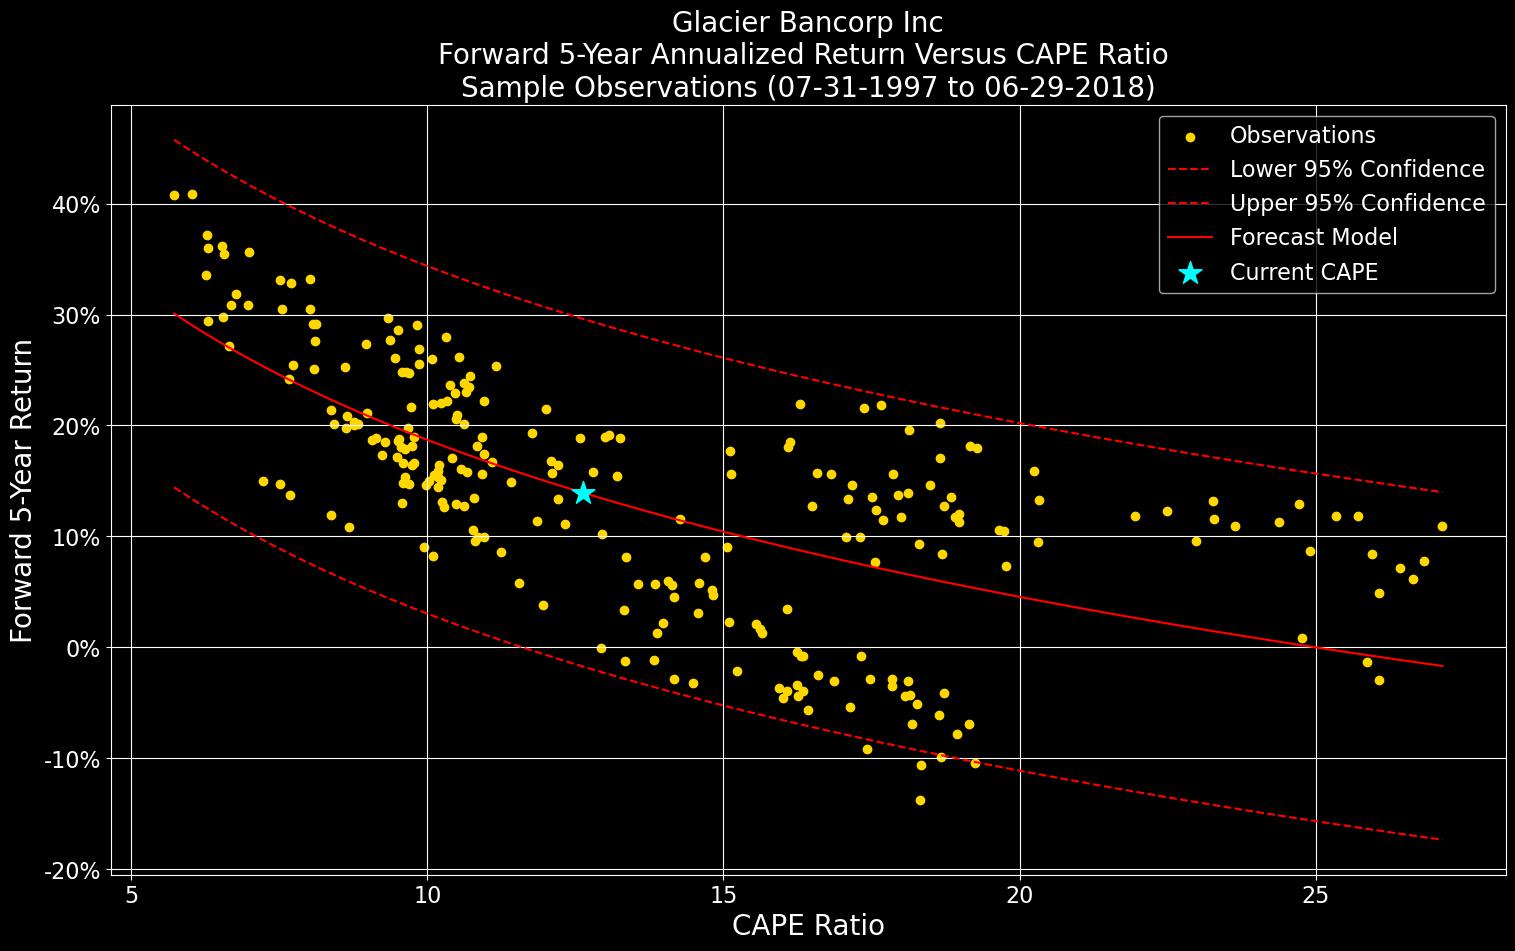 Glacier Bancorp Inc
Forward 5-Year Annualized Return Versus CAPE Ratio
Sample Observations (07-31-1997 to 06-29-2018)
Observations
Lower 95% Confidence
Upper 95% Confidence
Forecast Model
Current CAPE
Forward 5-Year Return
40%
30%
20%
10%
0%
-10%
-20%
5 10 15 20 25
CAPE Ratio